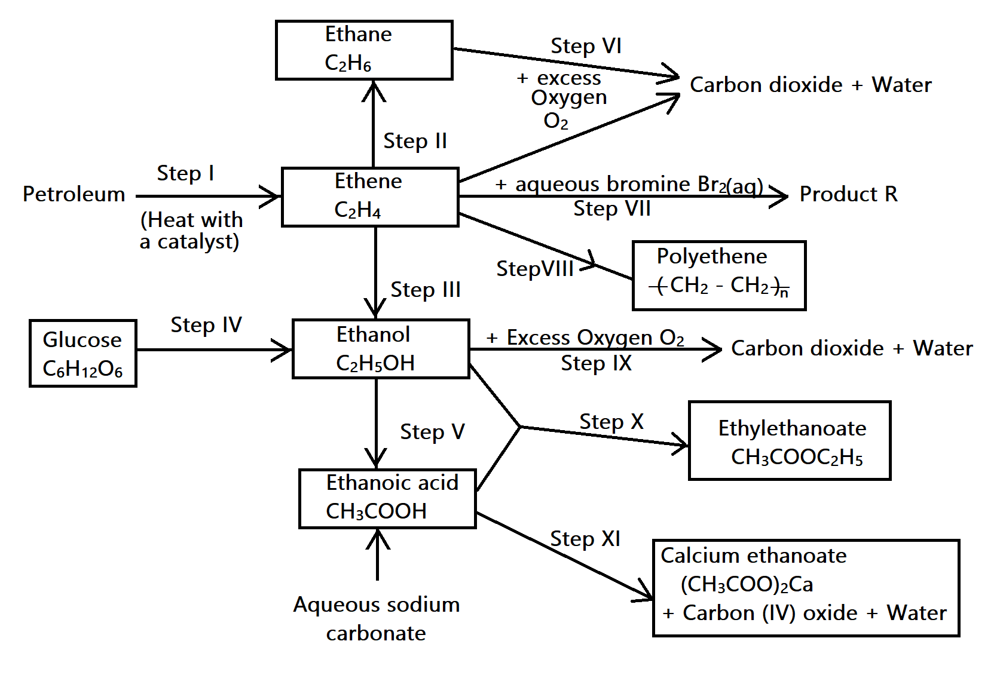 Ethane
C₂H₆
Step VI
+ excess
Oxygen
O₂
Carbon dioxide + Water
Step II
Step I
Petroleum
(Heat with
a catalyst)
Ethene
C₂H₄
+ aqueous bromine Br₂(aq)
Step VII
Product R
StepVIII
Polyethene
-( CH₂ - CH₂ )-n
Step III
Step IV
Glucose
C₆H₁₂O₆
Ethanol
C₂H₅OH
+ Excess Oxygen O₂
Step IX
Carbon dioxide + Water
Step V
Step X
Ethylethanoate
CH₃COOC₂H₅
Ethanoic acid
CH₃COOH
Step XI
Calcium ethanoate
(CH₃COO)₂Ca
+ Carbon (IV) oxide + Water
Aqueous sodium
carbonate